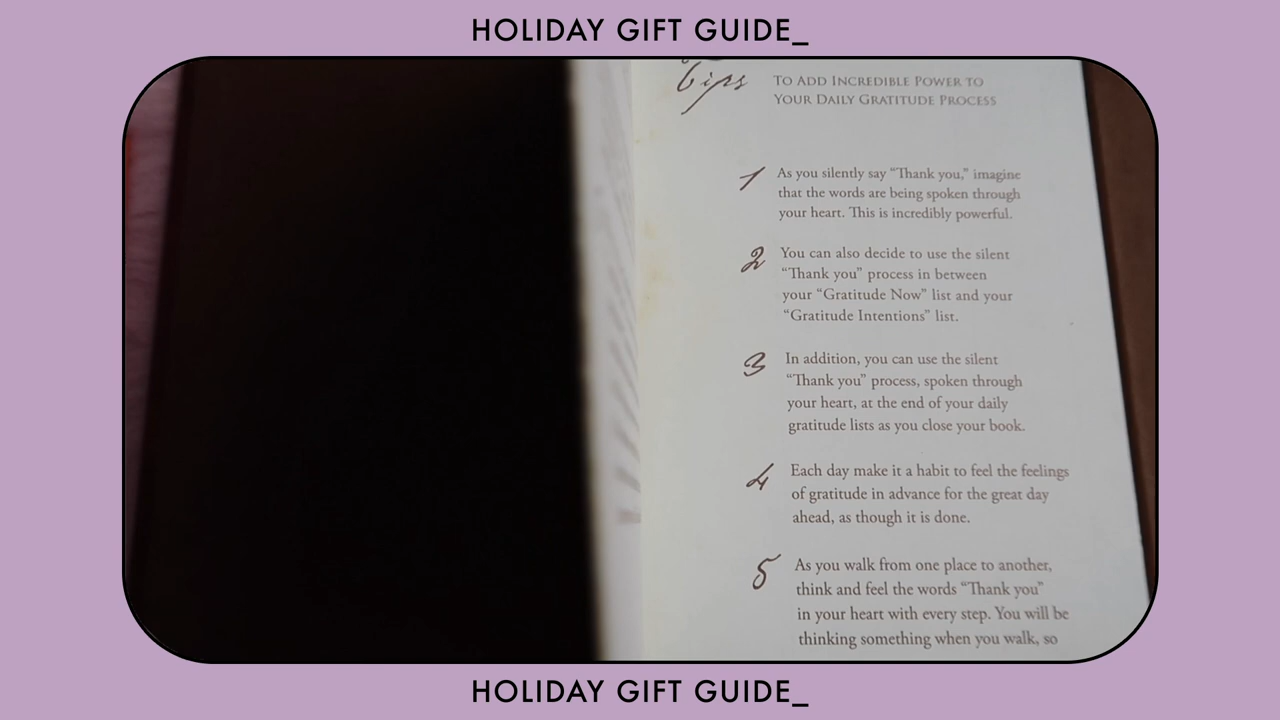 HOLIDAY GIFT GUIDE_
Tips
TO ADD INCREDIBLE POWER TO
YOUR DAILY GRATITUDE PROCESS
1 As you silently say “Thank you,” imagine
that the words are being spoken through
your heart. This is incredibly powerful.
2 You can also decide to use the silent
“Thank you” process in between
your “Gratitude Now” list and your
“Gratitude Intentions” list.
3 In addition, you can use the silent
“Thank you” process, spoken through
your heart, at the end of your daily
gratitude lists as you close your book.
4 Each day make it a habit to feel the feelings
of gratitude in advance for the great day
ahead, as though it is done.
5 As you walk from one place to another,
think and feel the words “Thank you”
in your heart with every step. You will be
thinking something when you walk, so
HOLIDAY GIFT GUIDE_